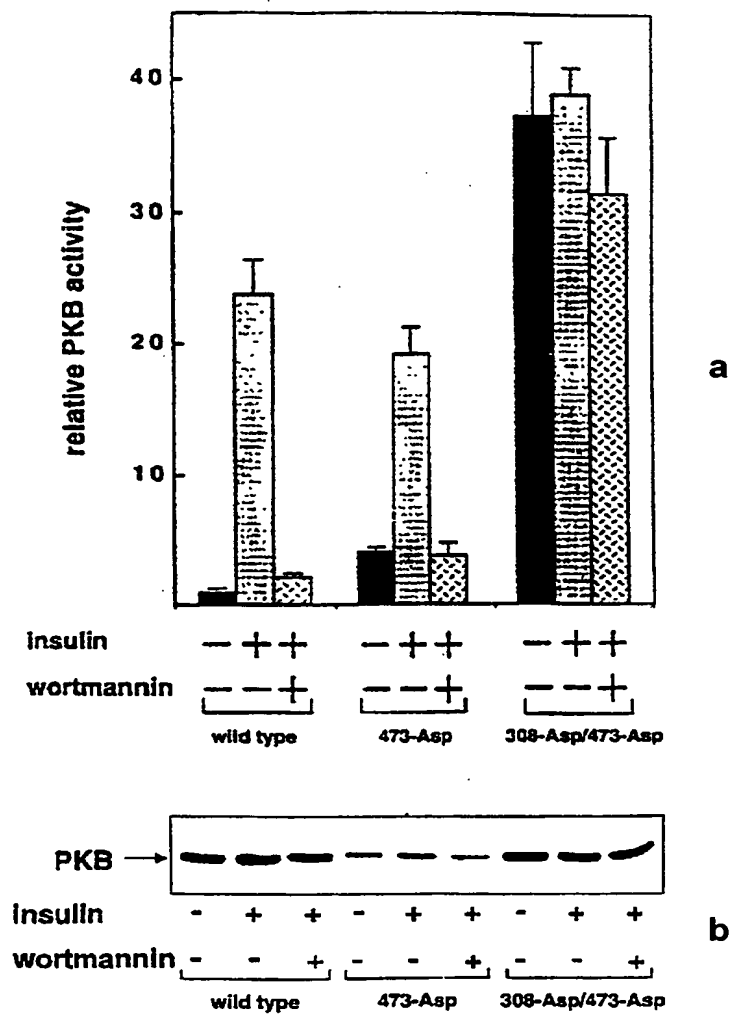 40
30
20
10
relative PKB activity
a
insulin — + + — + + — + +
wortmannin — — + — — + — — +
wild type 473-Asp 308-Asp/473-Asp
PKB →
insulin - + + - + + - + +
wortmannin - - + - - + - - +
b
wild type 473-Asp 308-Asp/473-Asp